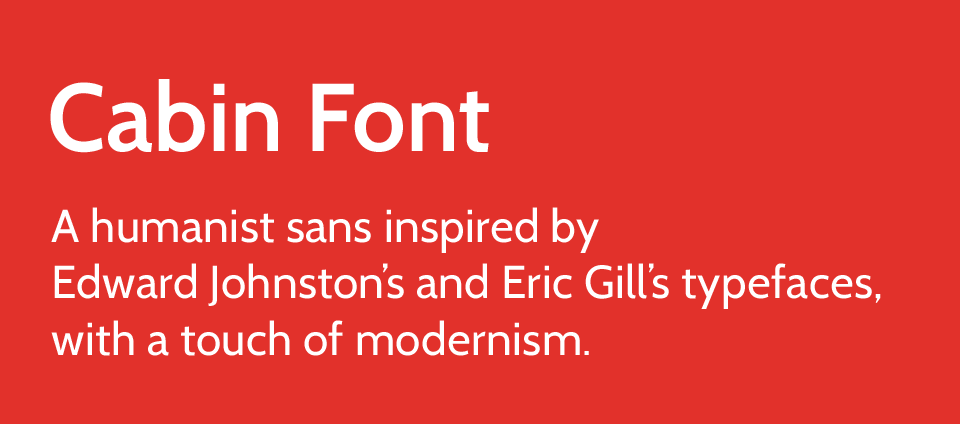 Cabin Font
A humanist sans inspired by
Edward Johnston’s and Eric Gill’s typefaces,
with a touch of modernism.